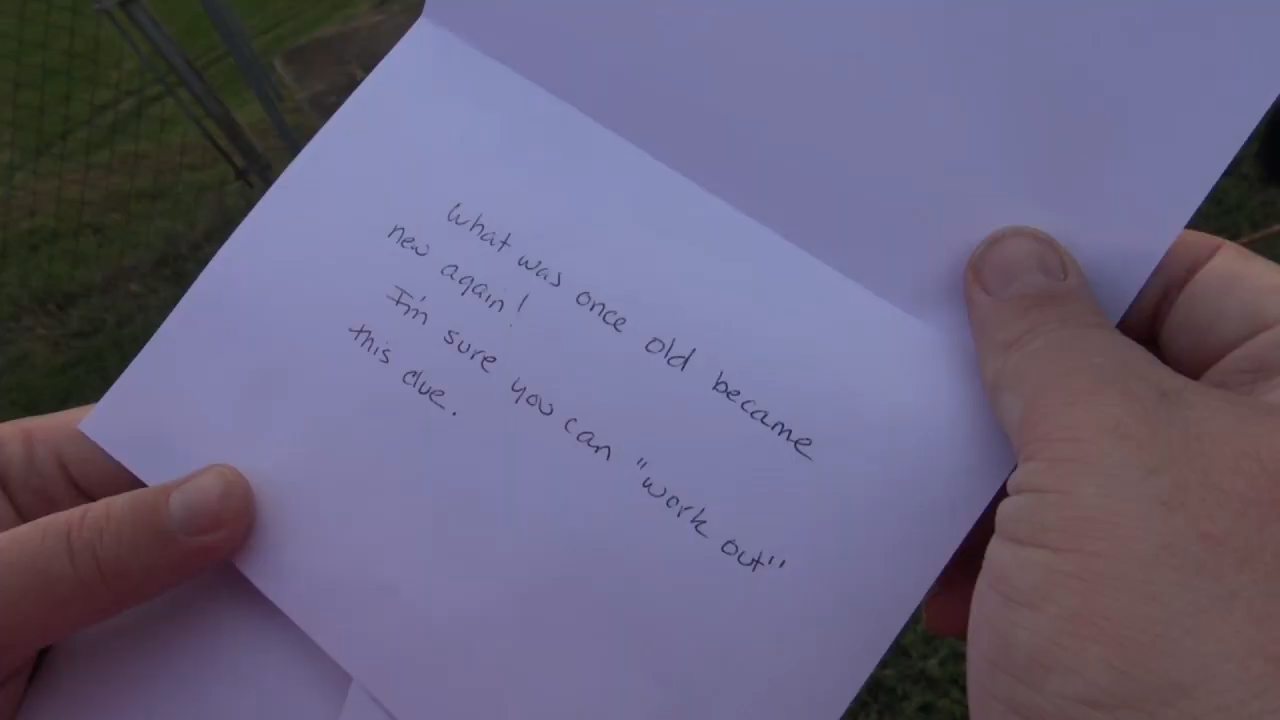 What was once old became
new again!
I'm sure you can "work out"
this clue.